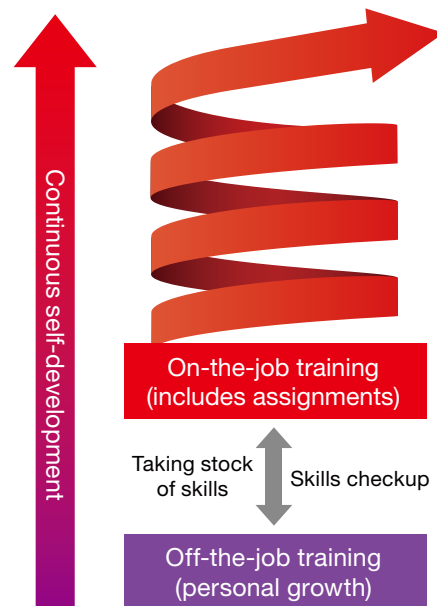 Continuous self-development
On-the-job training
(includes assignments)
Taking stock
of skills
Skills checkup
Off-the-job training
(personal growth)